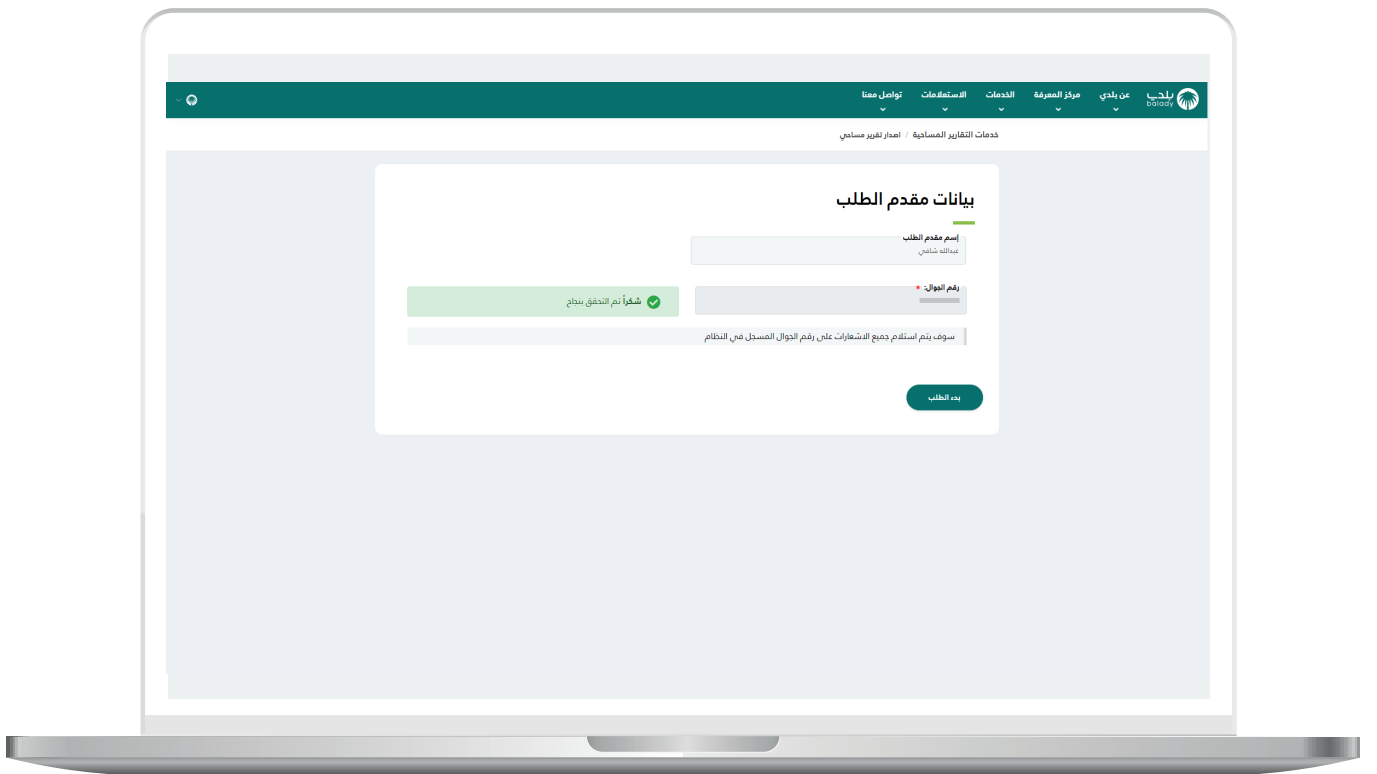 بلدي
balady
عن بلدي مركز المعرفة الخدمات الاستعلامات تواصل معنا
خدمات التقارير المساحية / اصدار تقرير مساحي
بيانات مقدم الطلب
إسم مقدم الطلب
عبدالله شافي
رقم الجوال: *
شكراً تم التحقق بنجاح
سوف يتم استلام جميع الاشعارات على رقم الجوال المسجل في النظام
بدء الطلب